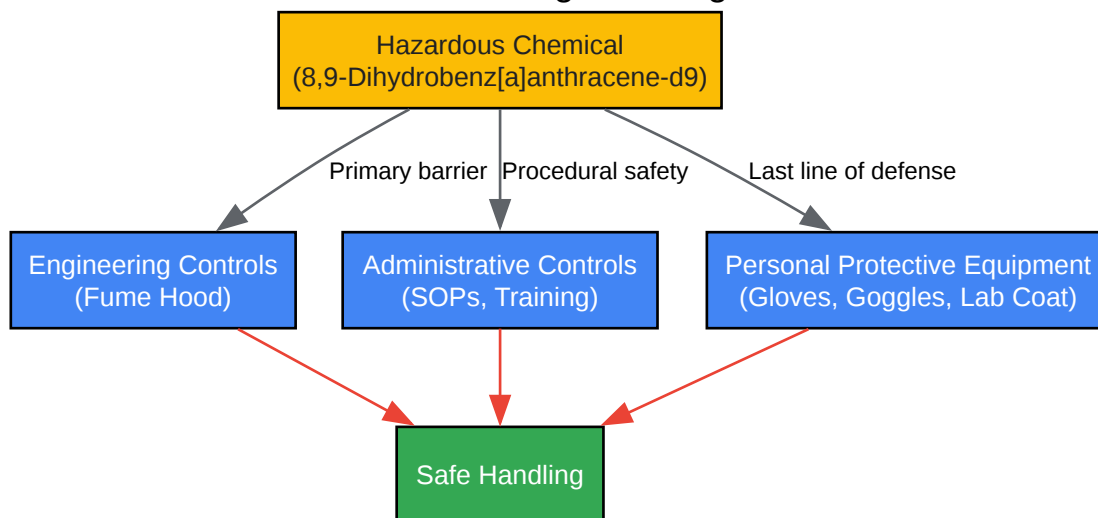 Hazardous Chemical
(8,9-Dihydrobenz[a]anthracene-d9)
Primary barrier
Procedural safety
Last line of defense
Engineering Controls
(Fume Hood)
Administrative Controls
(SOPs, Training)
Personal Protective Equipment
(Gloves, Goggles, Lab Coat)
Safe Handling